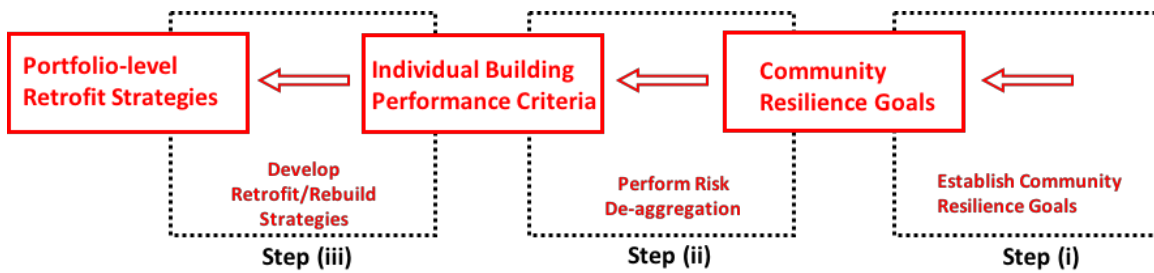 Portfolio-level
Retrofit Strategies
Individual Building
Performance Criteria
Community
Resilience Goals
Develop
Retrofit/Rebuild
Strategies
Perform Risk
De-aggregation
Establish Community
Resilience Goals
Step (iii)
Step (ii)
Step (i)